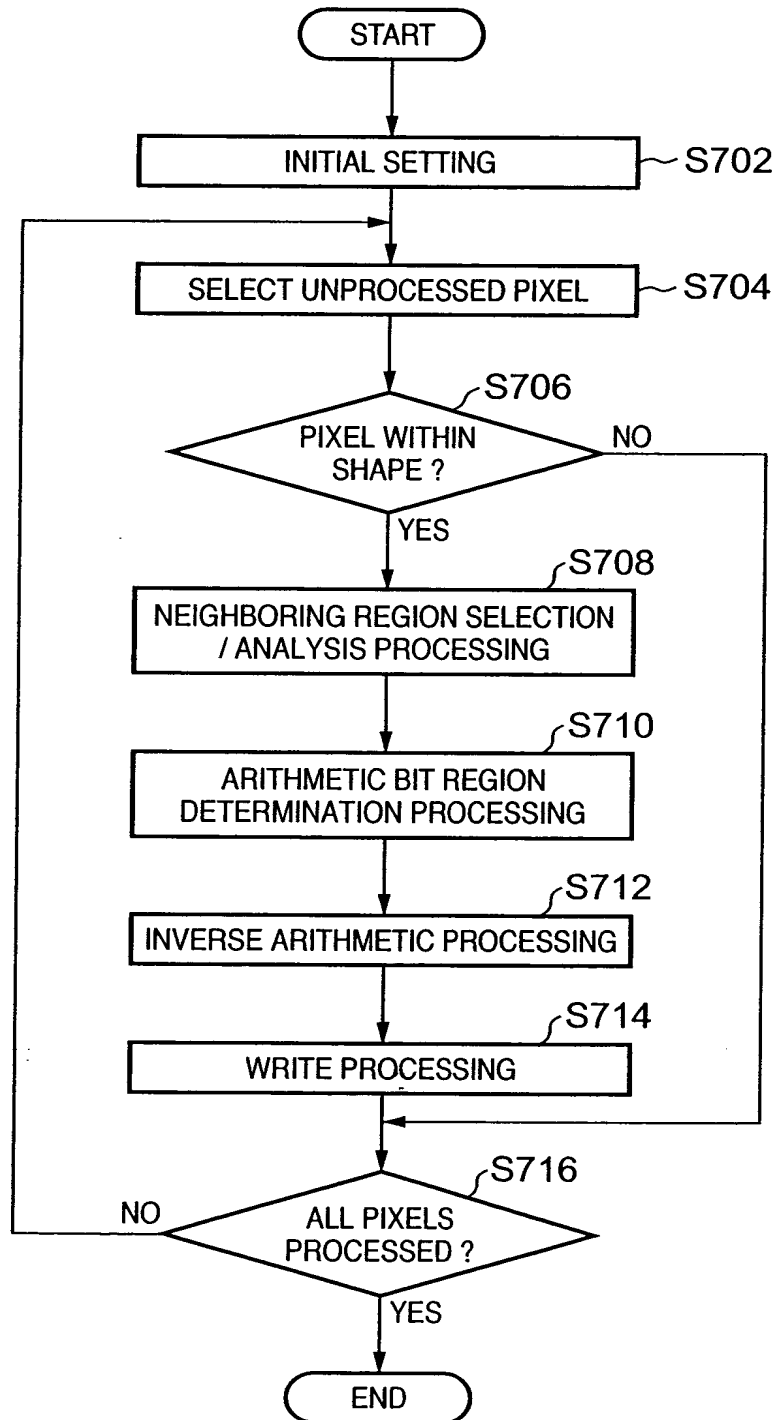 START
INITIAL SETTING
S702
SELECT UNPROCESSED PIXEL
S704
S706
PIXEL WITHIN
SHAPE ?
NO
YES
S708
NEIGHBORING REGION SELECTION
/ ANALYSIS PROCESSING
S710
ARITHMETIC BIT REGION
DETERMINATION PROCESSING
S712
INVERSE ARITHMETIC PROCESSING
S714
WRITE PROCESSING
S716
NO
ALL PIXELS
PROCESSED ?
YES
END